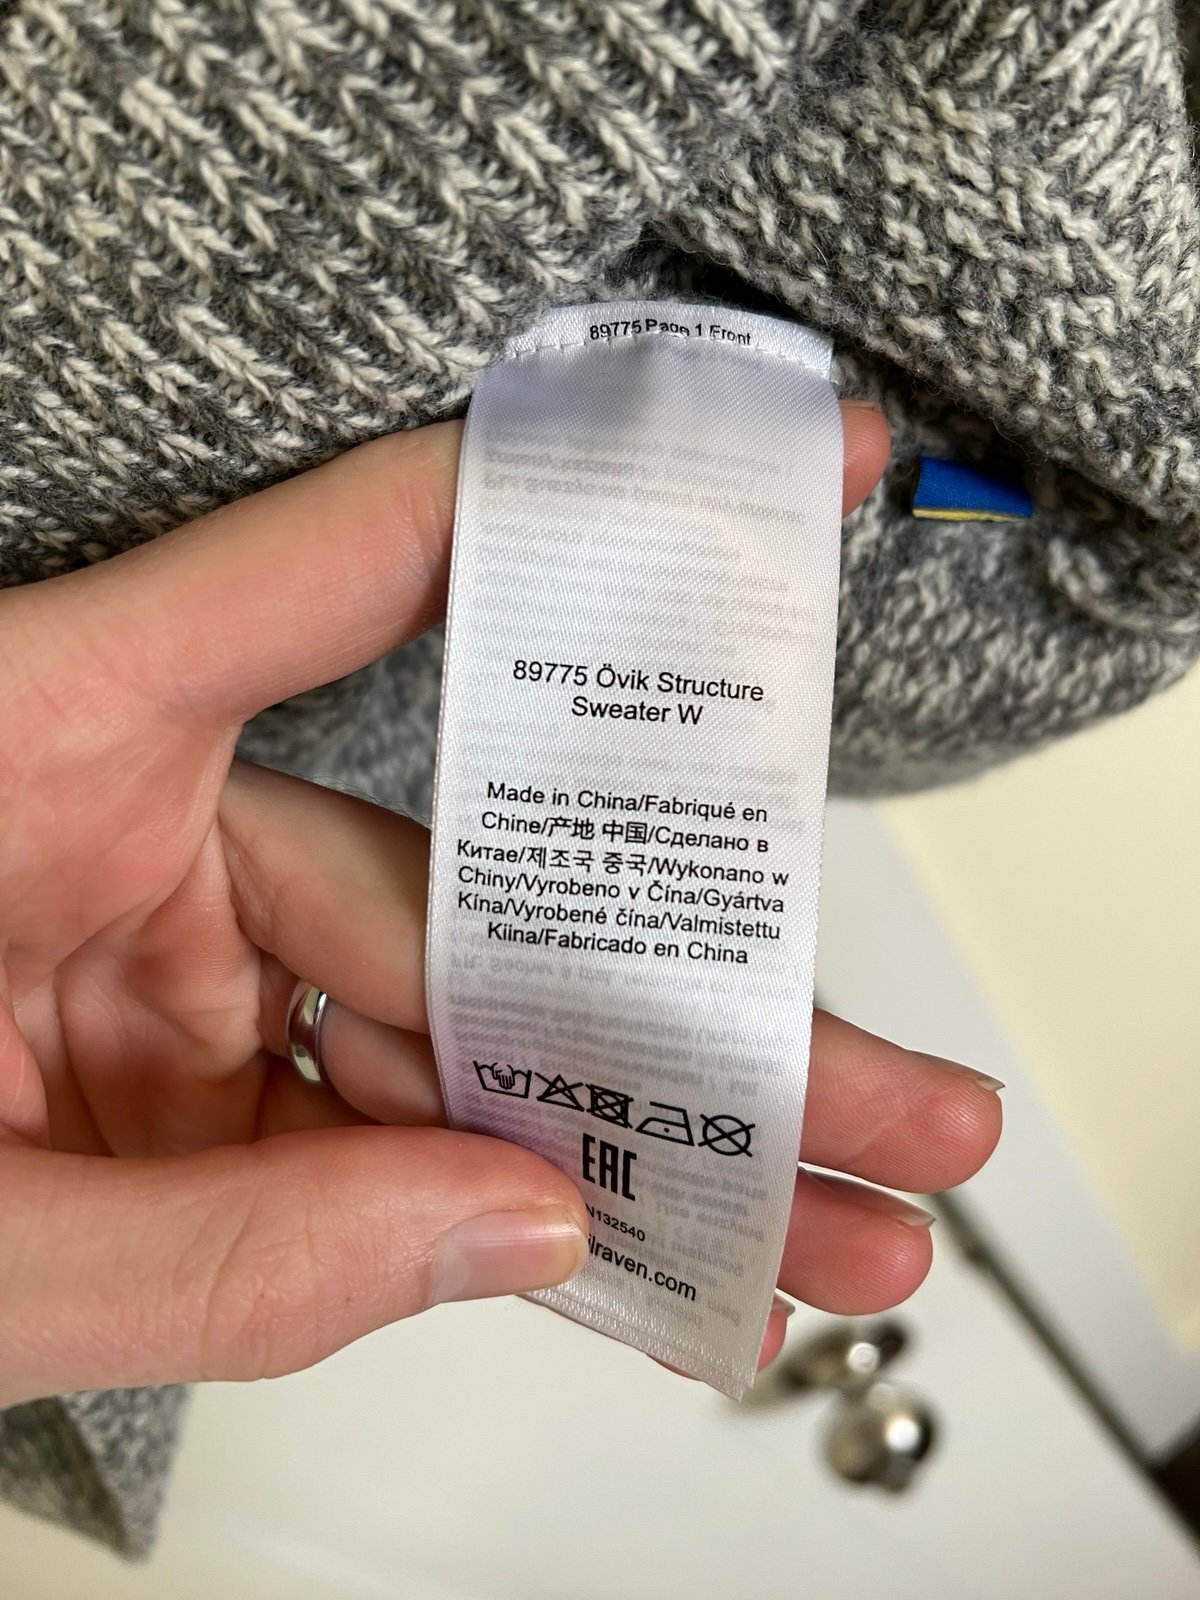 89775 Page 1 Front
89775 Övik Structure
Sweater W
Made in China/Fabriqué en
Chine/产地 中国/Сделано в
Китае/제조국 중국/Wykonano w
Chiny/Vyrobeno v Čína/Gyártva
Kína/Vyrobené čína/Valmistettu
Kiina/Fabricado en China
EAC
N132540
ilraven.com